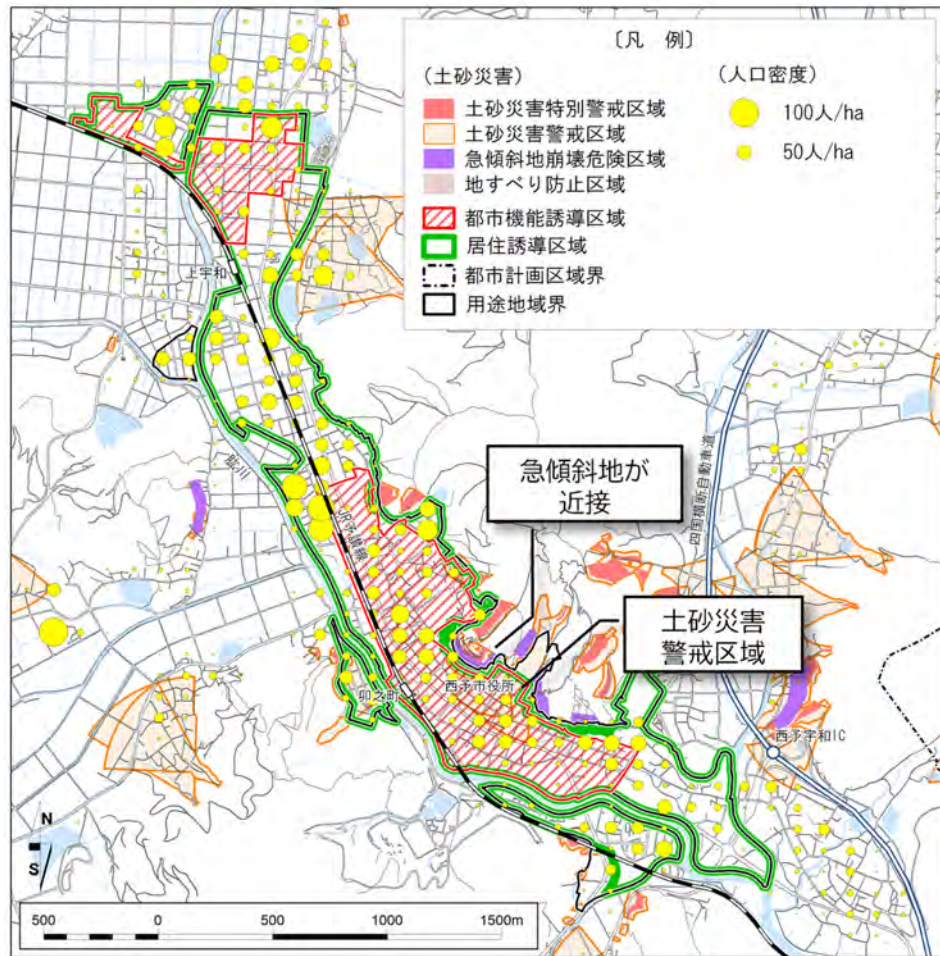 〔凡 例〕
(土砂災害)
土砂災害特別警戒区域
土砂災害警戒区域
急傾斜地崩壊危険区域
地すべり防止区域
都市機能誘導区域
居住誘導区域
都市計画区域界
用途地域界
(人口密度)
100人/ha
50人/ha
上宇和
肱川
JR予讃線
四国横断自動車道
急傾斜地が
近接
土砂災害
警戒区域
西予市役所
卯之町
西予宇和IC
N
S
500 0 500 1000 1500m